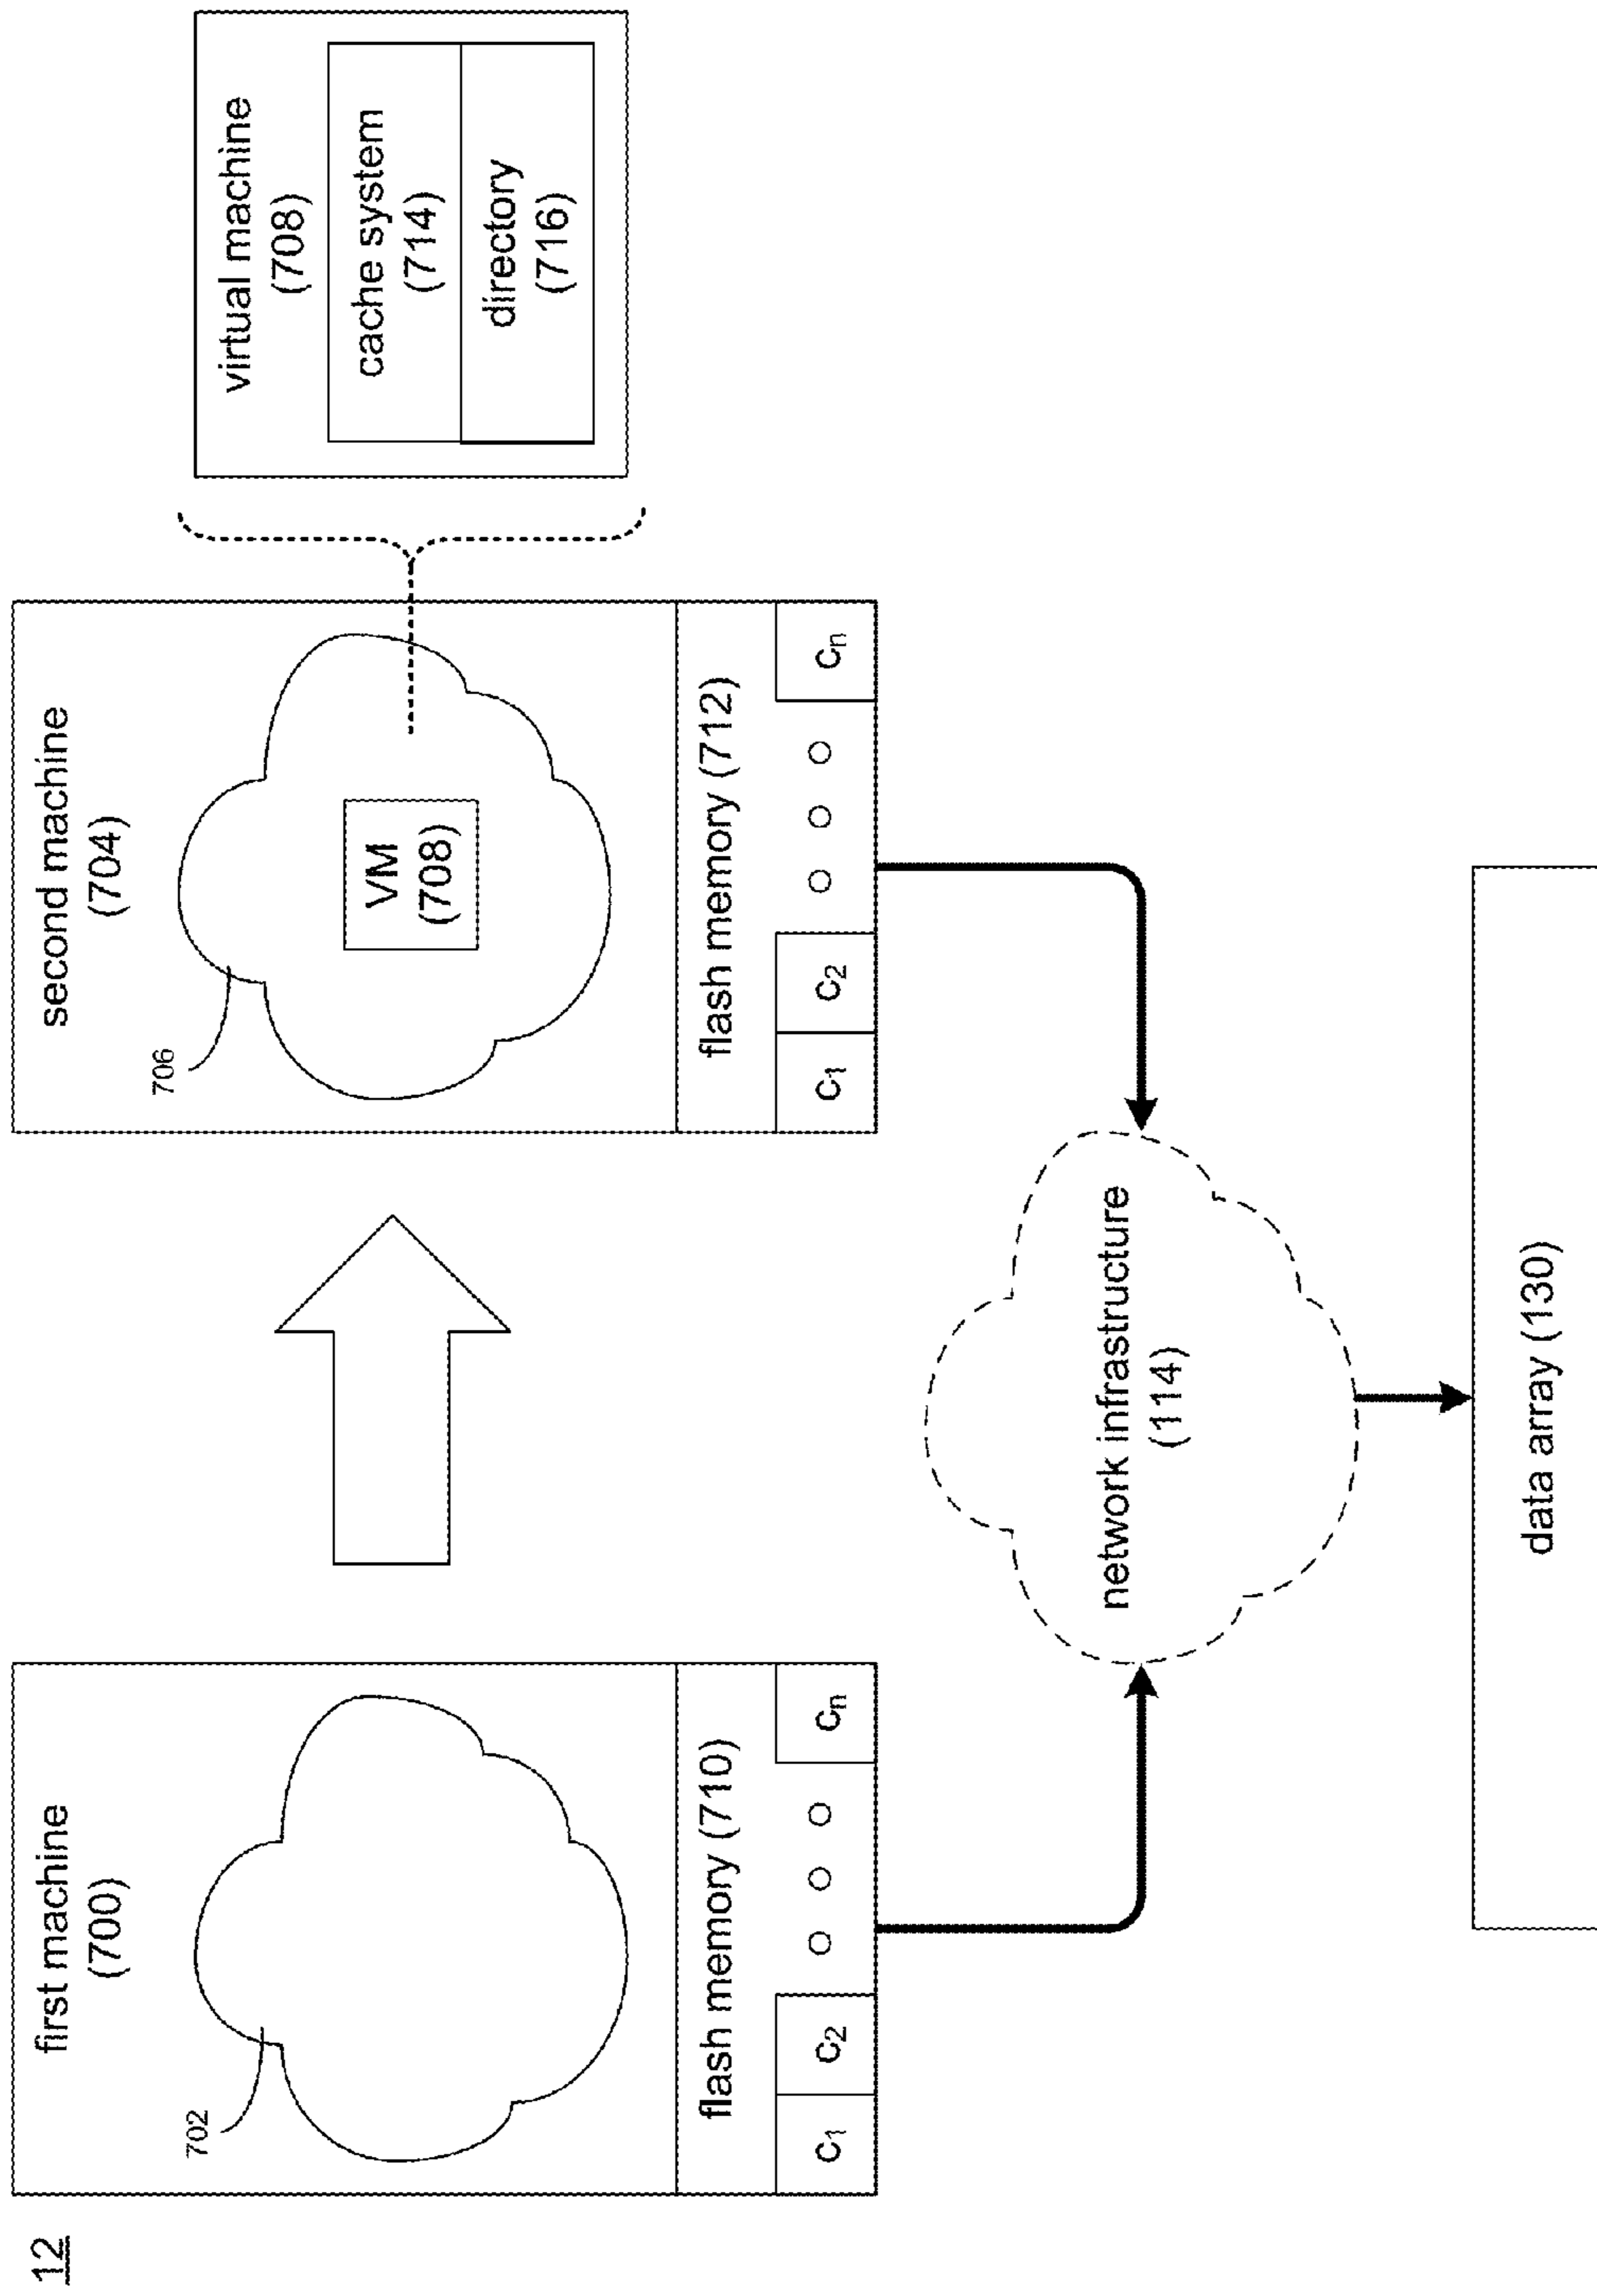 12
first machine
(700)
702
flash memory (710)
C1
C2
Cn
second machine
(704)
706
VM
(708)
flash memory (712)
C1
C2
Cn
virtual machine
(708)
cache system
(714)
directory
(716)
network infrastructure
(114)
data array (130)